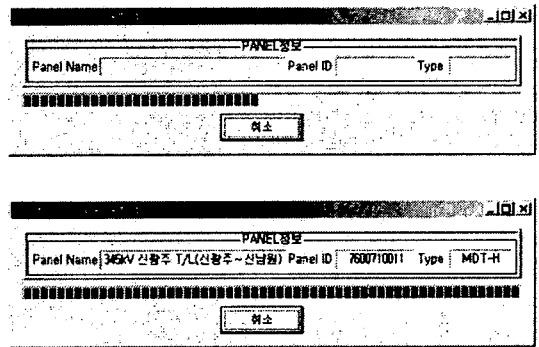 PANEL정보
Panel Name Panel ID Type
취소
PANEL정보
Panel Name 345kV 신광주 T/L(신광주~신남원) Panel ID 7600710011 Type MDT-H
취소